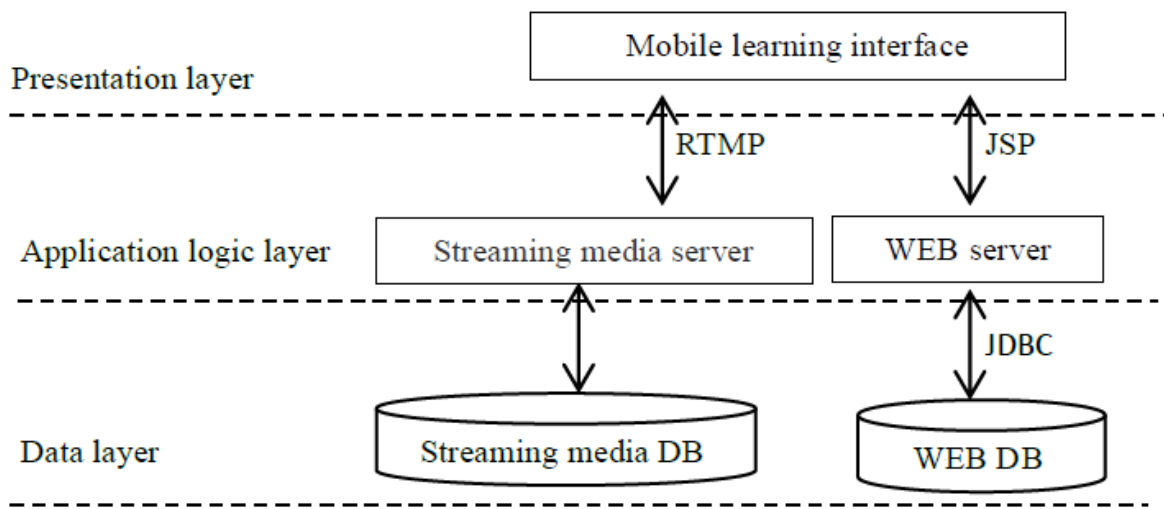 Mobile learning interface
Presentation layer
RTMP
JSP
Application logic layer
Streaming media server
WEB server
JDBC
Data layer
Streaming media DB
WEB DB